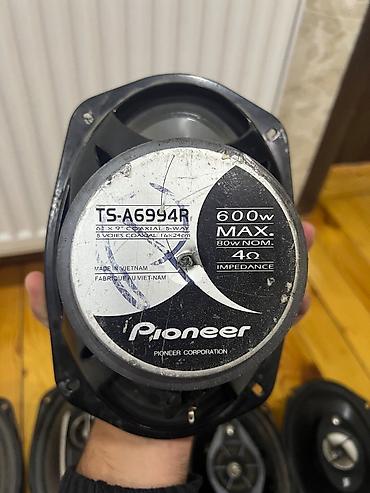 TS-A6994R
6" X 9" COAXIAL 5-WAY
5 VOIES COAXIAL 16x24cm
MADE IN VIETNAM
FABRIQUE AU VIET-NAM
600W
MAX.
80W NOM.
4Ω
IMPEDANCE
Pioneer
PIONEER CORPORATION